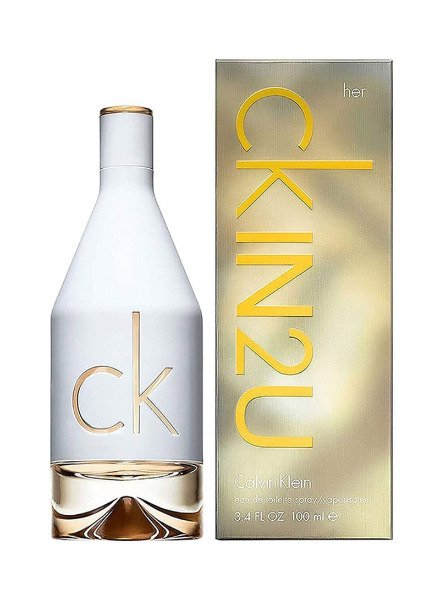 ck
her
ckIN2U
CalvinKlein
eau de toilette spray/vaporisateur
3.4 FL OZ 100 ml ℮